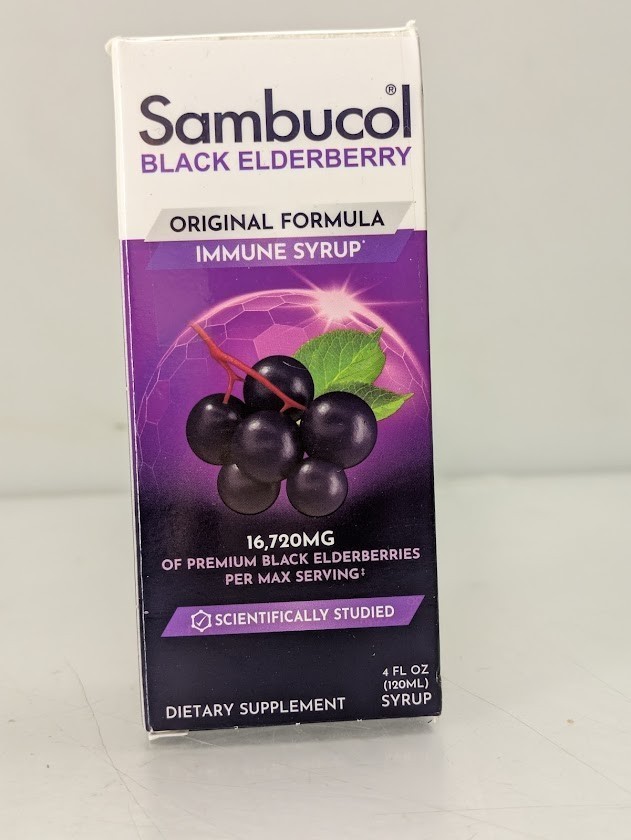 Sambucol®
BLACK ELDERBERRY
ORIGINAL FORMULA
IMMUNE SYRUP*
16,720MG
OF PREMIUM BLACK ELDERBERRIES
PER MAX SERVING‡
SCIENTIFICALLY STUDIED
4 FL OZ
(120ML)
DIETARY SUPPLEMENT SYRUP